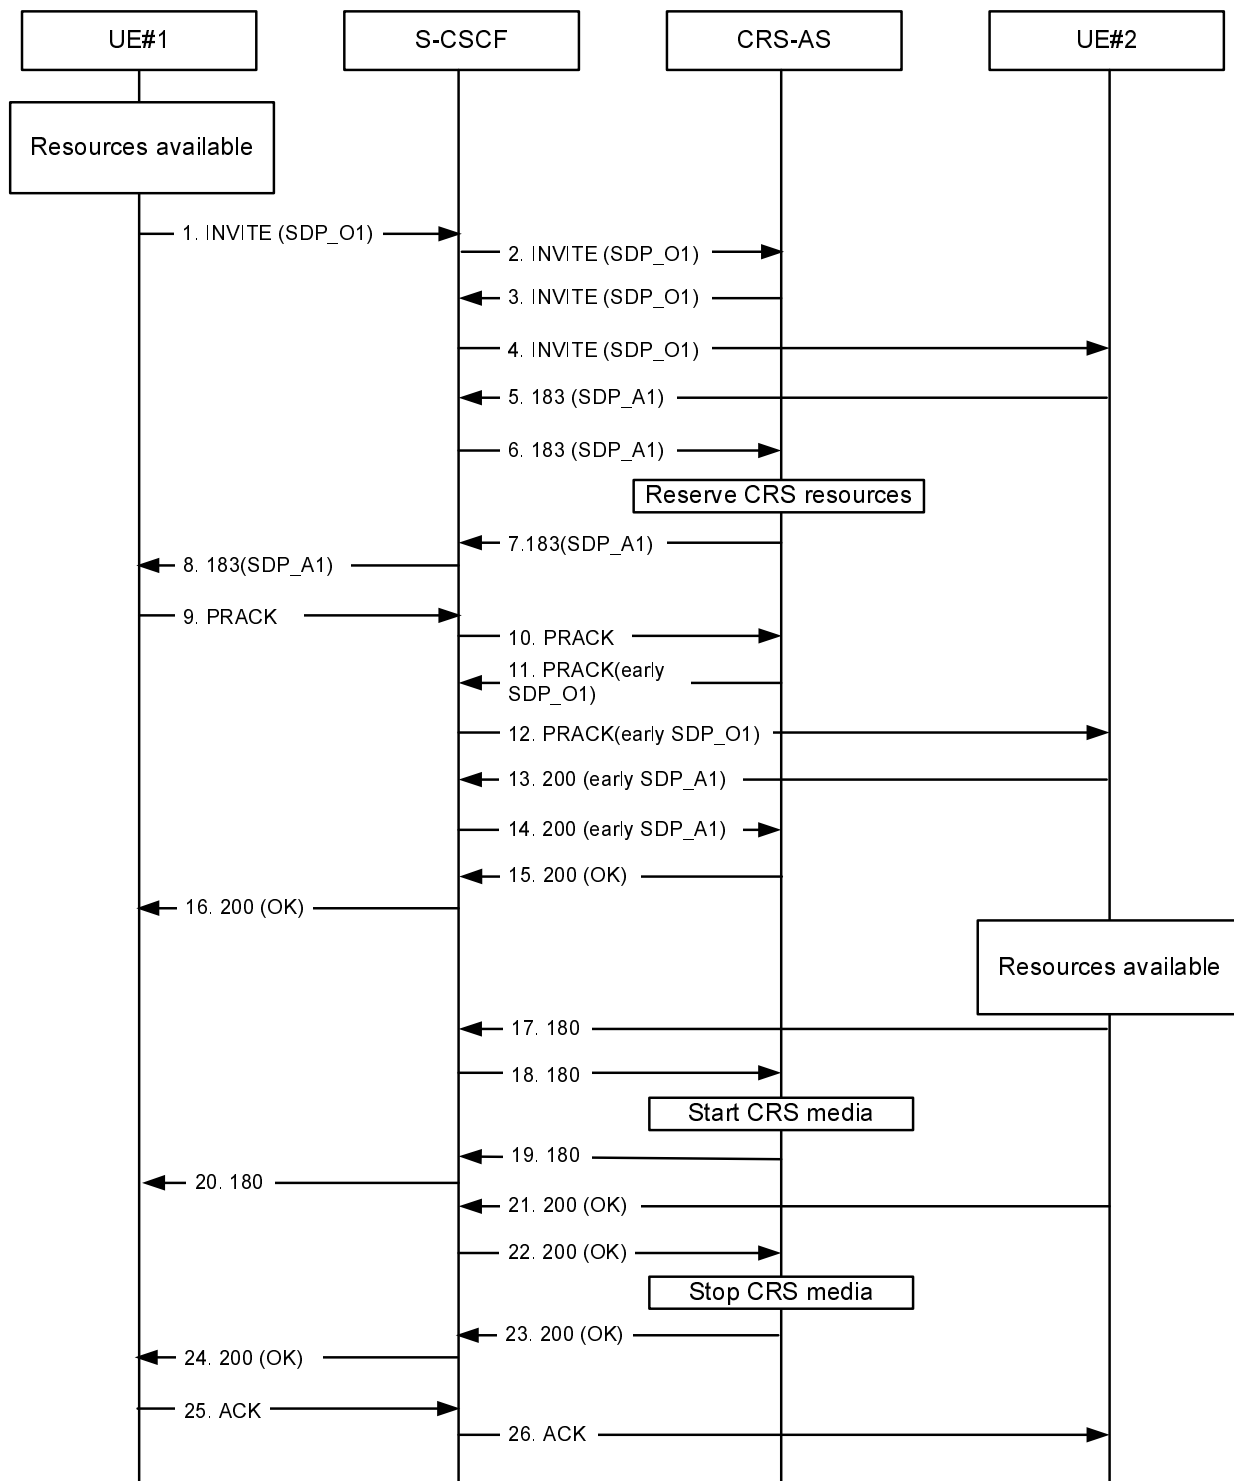 UE#1
S-CSCF
CRS-AS
UE#2
Resources available
1. INVITE (SDP_O1)
2. INVITE (SDP_O1)
3. INVITE (SDP_O1)
4. INVITE (SDP_O1)
5. 183 (SDP_A1)
6. 183 (SDP_A1)
Reserve CRS resources
7.183(SDP_A1)
8. 183(SDP_A1)
9. PRACK
10. PRACK
11. PRACK(early
SDP_O1)
12. PRACK(early SDP_O1)
13. 200 (early SDP_A1)
14. 200 (early SDP_A1)
15. 200 (OK)
16. 200 (OK)
Resources available
17. 180
18. 180
Start CRS media
19. 180
20. 180
21. 200 (OK)
22. 200 (OK)
Stop CRS media
23. 200 (OK)
24. 200 (OK)
25. ACK
26. ACK